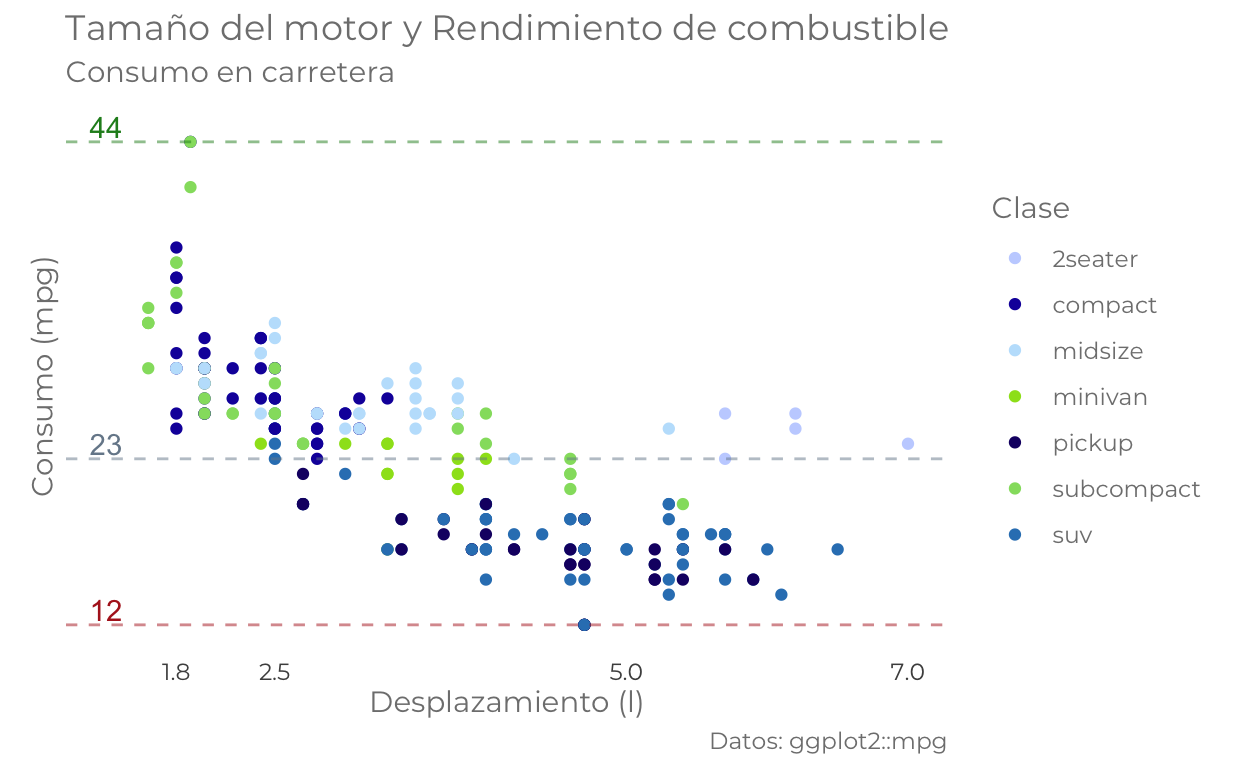 Tamaño del motor y Rendimiento de combustible
Consumo en carretera
44
23
12
Consumo (mpg)
1.8 2.5 5.0 7.0
Desplazamiento (l)
Datos: ggplot2::mpg
Clase
2seater
compact
midsize
minivan
pickup
subcompact
suv